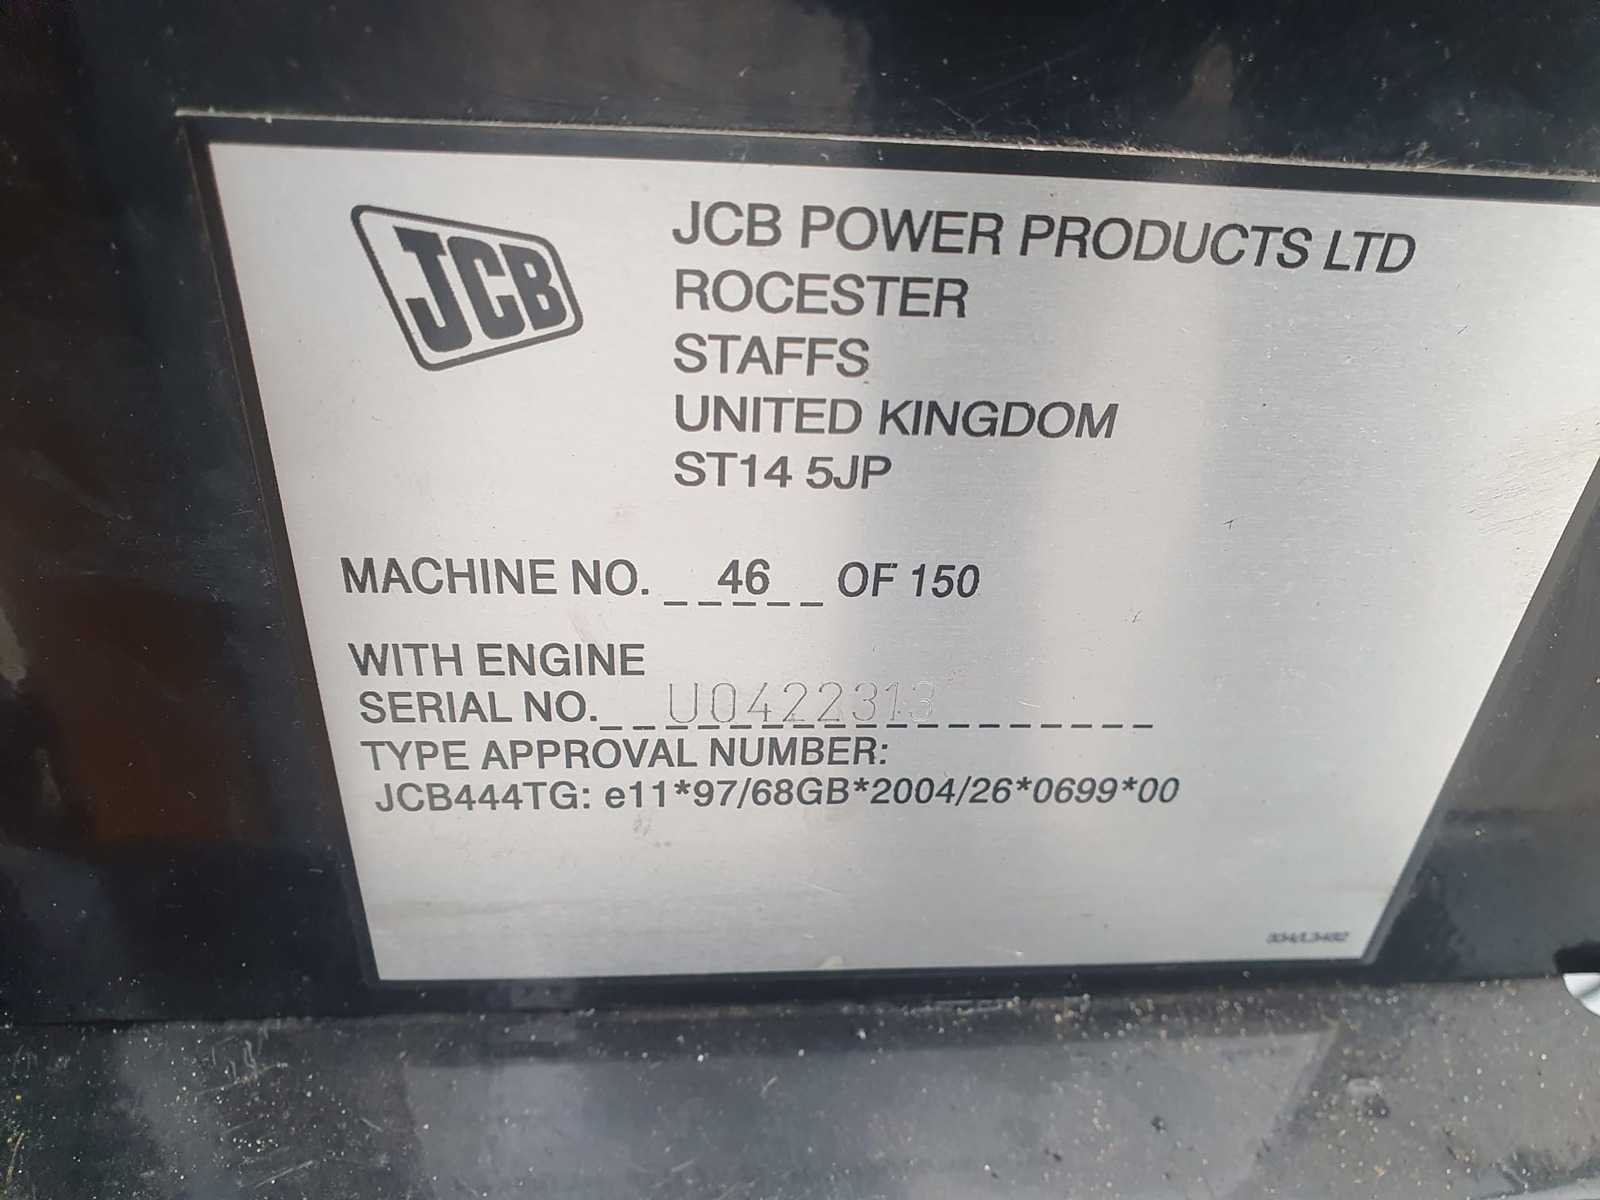 JCB
JCB POWER PRODUCTS LTD
ROCESTER
STAFFS
UNITED KINGDOM
ST14 5JP
MACHINE NO. 46 OF 150
WITH ENGINE
SERIAL NO. U0422313
TYPE APPROVAL NUMBER:
JCB444TG: e11*97/68GB*2004/26*0699*00